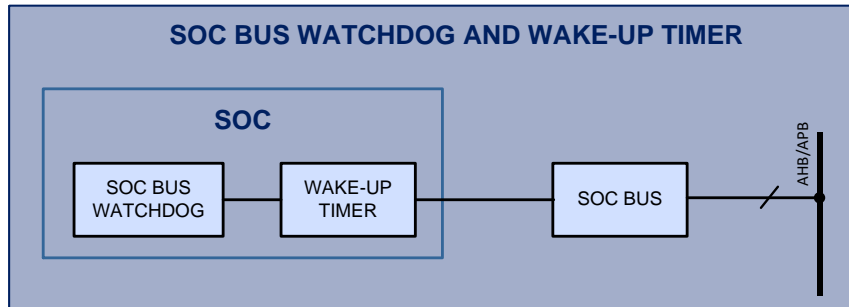 SOC BUS WATCHDOG AND WAKE-UP TIMER
SOC
SOC BUS
WATCHDOG
WAKE-UP
TIMER
SOC BUS
AHB/APB